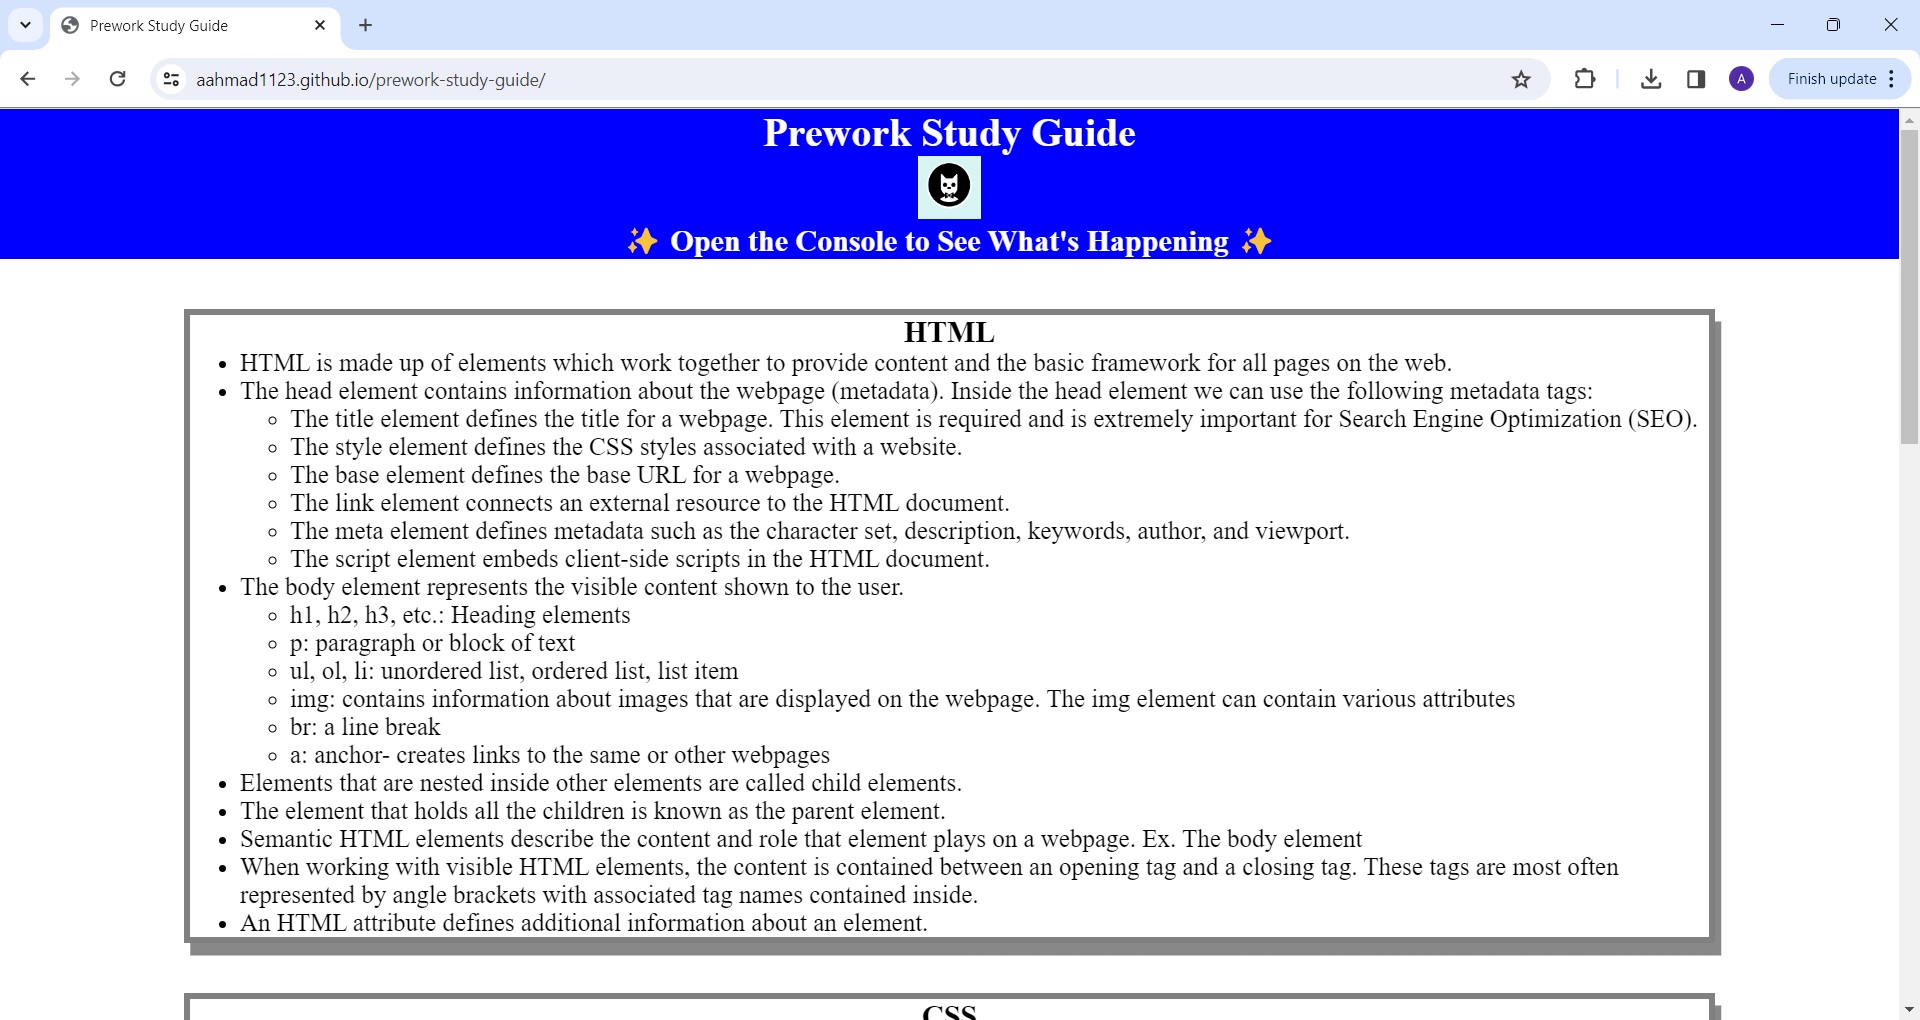 Prework Study Guide
aahmad1123.github.io/prework-study-guide/
A
Finish update
Prework Study Guide
✨ Open the Console to See What's Happening ✨
HTML
• HTML is made up of elements which work together to provide content and the basic framework for all pages on the web.
• The head element contains information about the webpage (metadata). Inside the head element we can use the following metadata tags:
◦ The title element defines the title for a webpage. This element is required and is extremely important for Search Engine Optimization (SEO).
◦ The style element defines the CSS styles associated with a website.
◦ The base element defines the base URL for a webpage.
◦ The link element connects an external resource to the HTML document.
◦ The meta element defines metadata such as the character set, description, keywords, author, and viewport.
◦ The script element embeds client-side scripts in the HTML document.
• The body element represents the visible content shown to the user.
◦ h1, h2, h3, etc.: Heading elements
◦ p: paragraph or block of text
◦ ul, ol, li: unordered list, ordered list, list item
◦ img: contains information about images that are displayed on the webpage. The img element can contain various attributes
◦ br: a line break
◦ a: anchor- creates links to the same or other webpages
• Elements that are nested inside other elements are called child elements.
• The element that holds all the children is known as the parent element.
• Semantic HTML elements describe the content and role that element plays on a webpage. Ex. The body element
• When working with visible HTML elements, the content is contained between an opening tag and a closing tag. These tags are most often
represented by angle brackets with associated tag names contained inside.
• An HTML attribute defines additional information about an element.
CSS